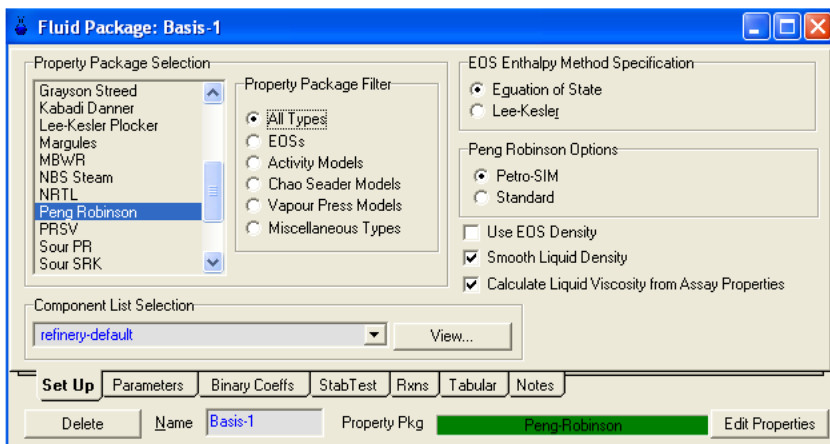 Fluid Package: Basis-1
Property Package Selection
Grayson Streed
Kabadi Danner
Lee-Kesler Plocker
Margules
MBWR
NBS Steam
NRTL
Peng Robinson
PRSV
Sour PR
Sour SRK
Property Package Filter
All Types
EOSs
Activity Models
Chao Seader Models
Vapour Press Models
Miscellaneous Types
EOS Enthalpy Method Specification
Equation of State
Lee-Kesler
Peng Robinson Options
Petro-SIM
Standard
Use EOS Density
Smooth Liquid Density
Calculate Liquid Viscosity from Assay Properties
Component List Selection
refinery-default
View...
Set Up Parameters Binary Coeffs StabTest Rxns Tabular Notes
Delete Name Basis-1 Property Pkg Peng-Robinson Edit Properties